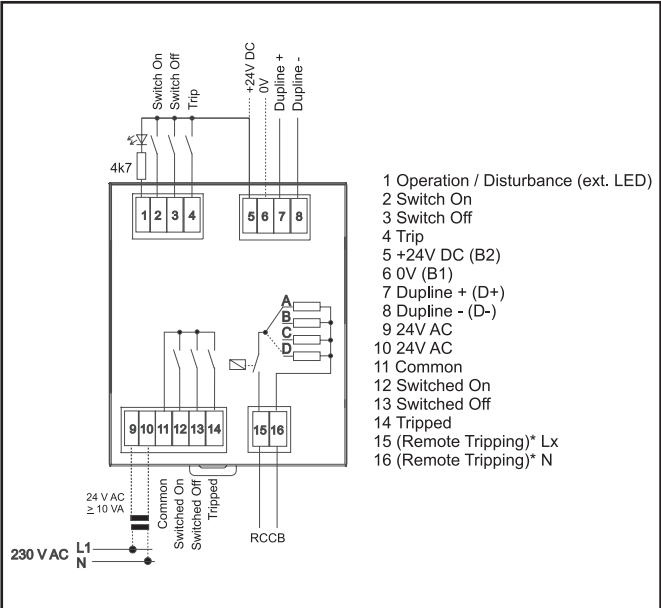 Switch On
Switch Off
Trip
+24V DC
0V
Dupline +
Dupline -
4k7
1 2 3 4
5 6 7 8
1 Operation / Disturbance (ext. LED)
2 Switch On
3 Switch Off
4 Trip
5 +24V DC (B2)
6 0V (B1)
7 Dupline + (D+)
8 Dupline - (D-)
9 24V AC
10 24V AC
11 Common
12 Switched On
13 Switched Off
14 Tripped
15 (Remote Tripping)* Lx
16 (Remote Tripping)* N
A
B
C
D
9 10 11 12 13 14
15 16
24 V AC
≥ 10 VA
Common
Switched On
Switched Off
Tripped
RCCB
230 V AC L1
N